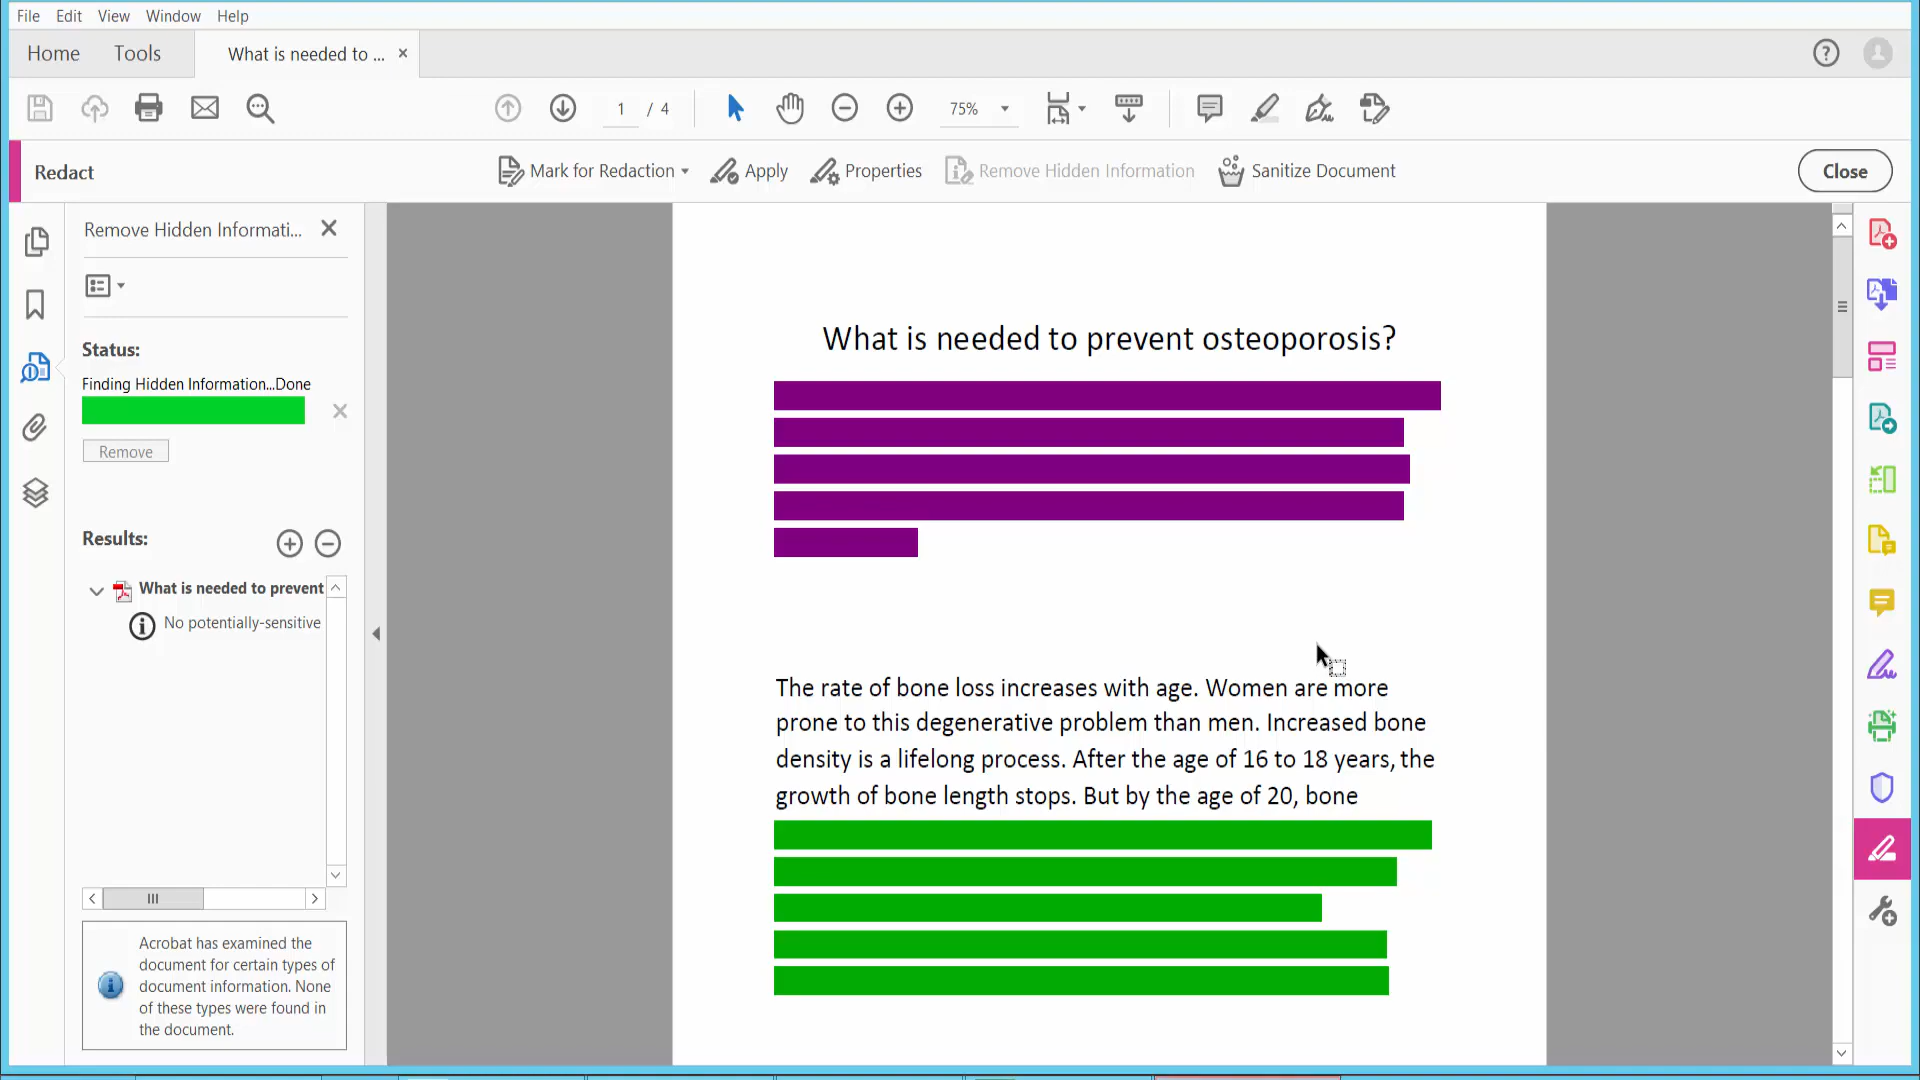 File Edit View Window Help
Home Tools What is needed to ... ×
1 / 4 75%
Redact Mark for Redaction Apply Properties Remove Hidden Information Sanitize Document Close
Remove Hidden Informati...
Status:
Finding Hidden Information...Done
Remove
Results:
What is needed to prevent
No potentially-sensitive
Acrobat has examined the
document for certain types of
document information. None
of these types were found in
the document.
What is needed to prevent osteoporosis?
The rate of bone loss increases with age. Women are more
prone to this degenerative problem than men. Increased bone
density is a lifelong process. After the age of 16 to 18 years, the
growth of bone length stops. But by the age of 20, bone